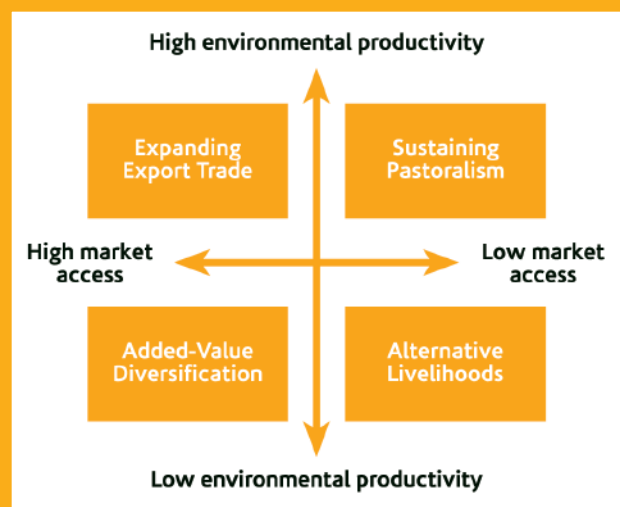 High environmental productivity
Expanding
Export Trade
Sustaining
Pastoralism
High market
access
Low market
access
Added-Value
Diversification
Alternative
Livelihoods
Low environmental productivity